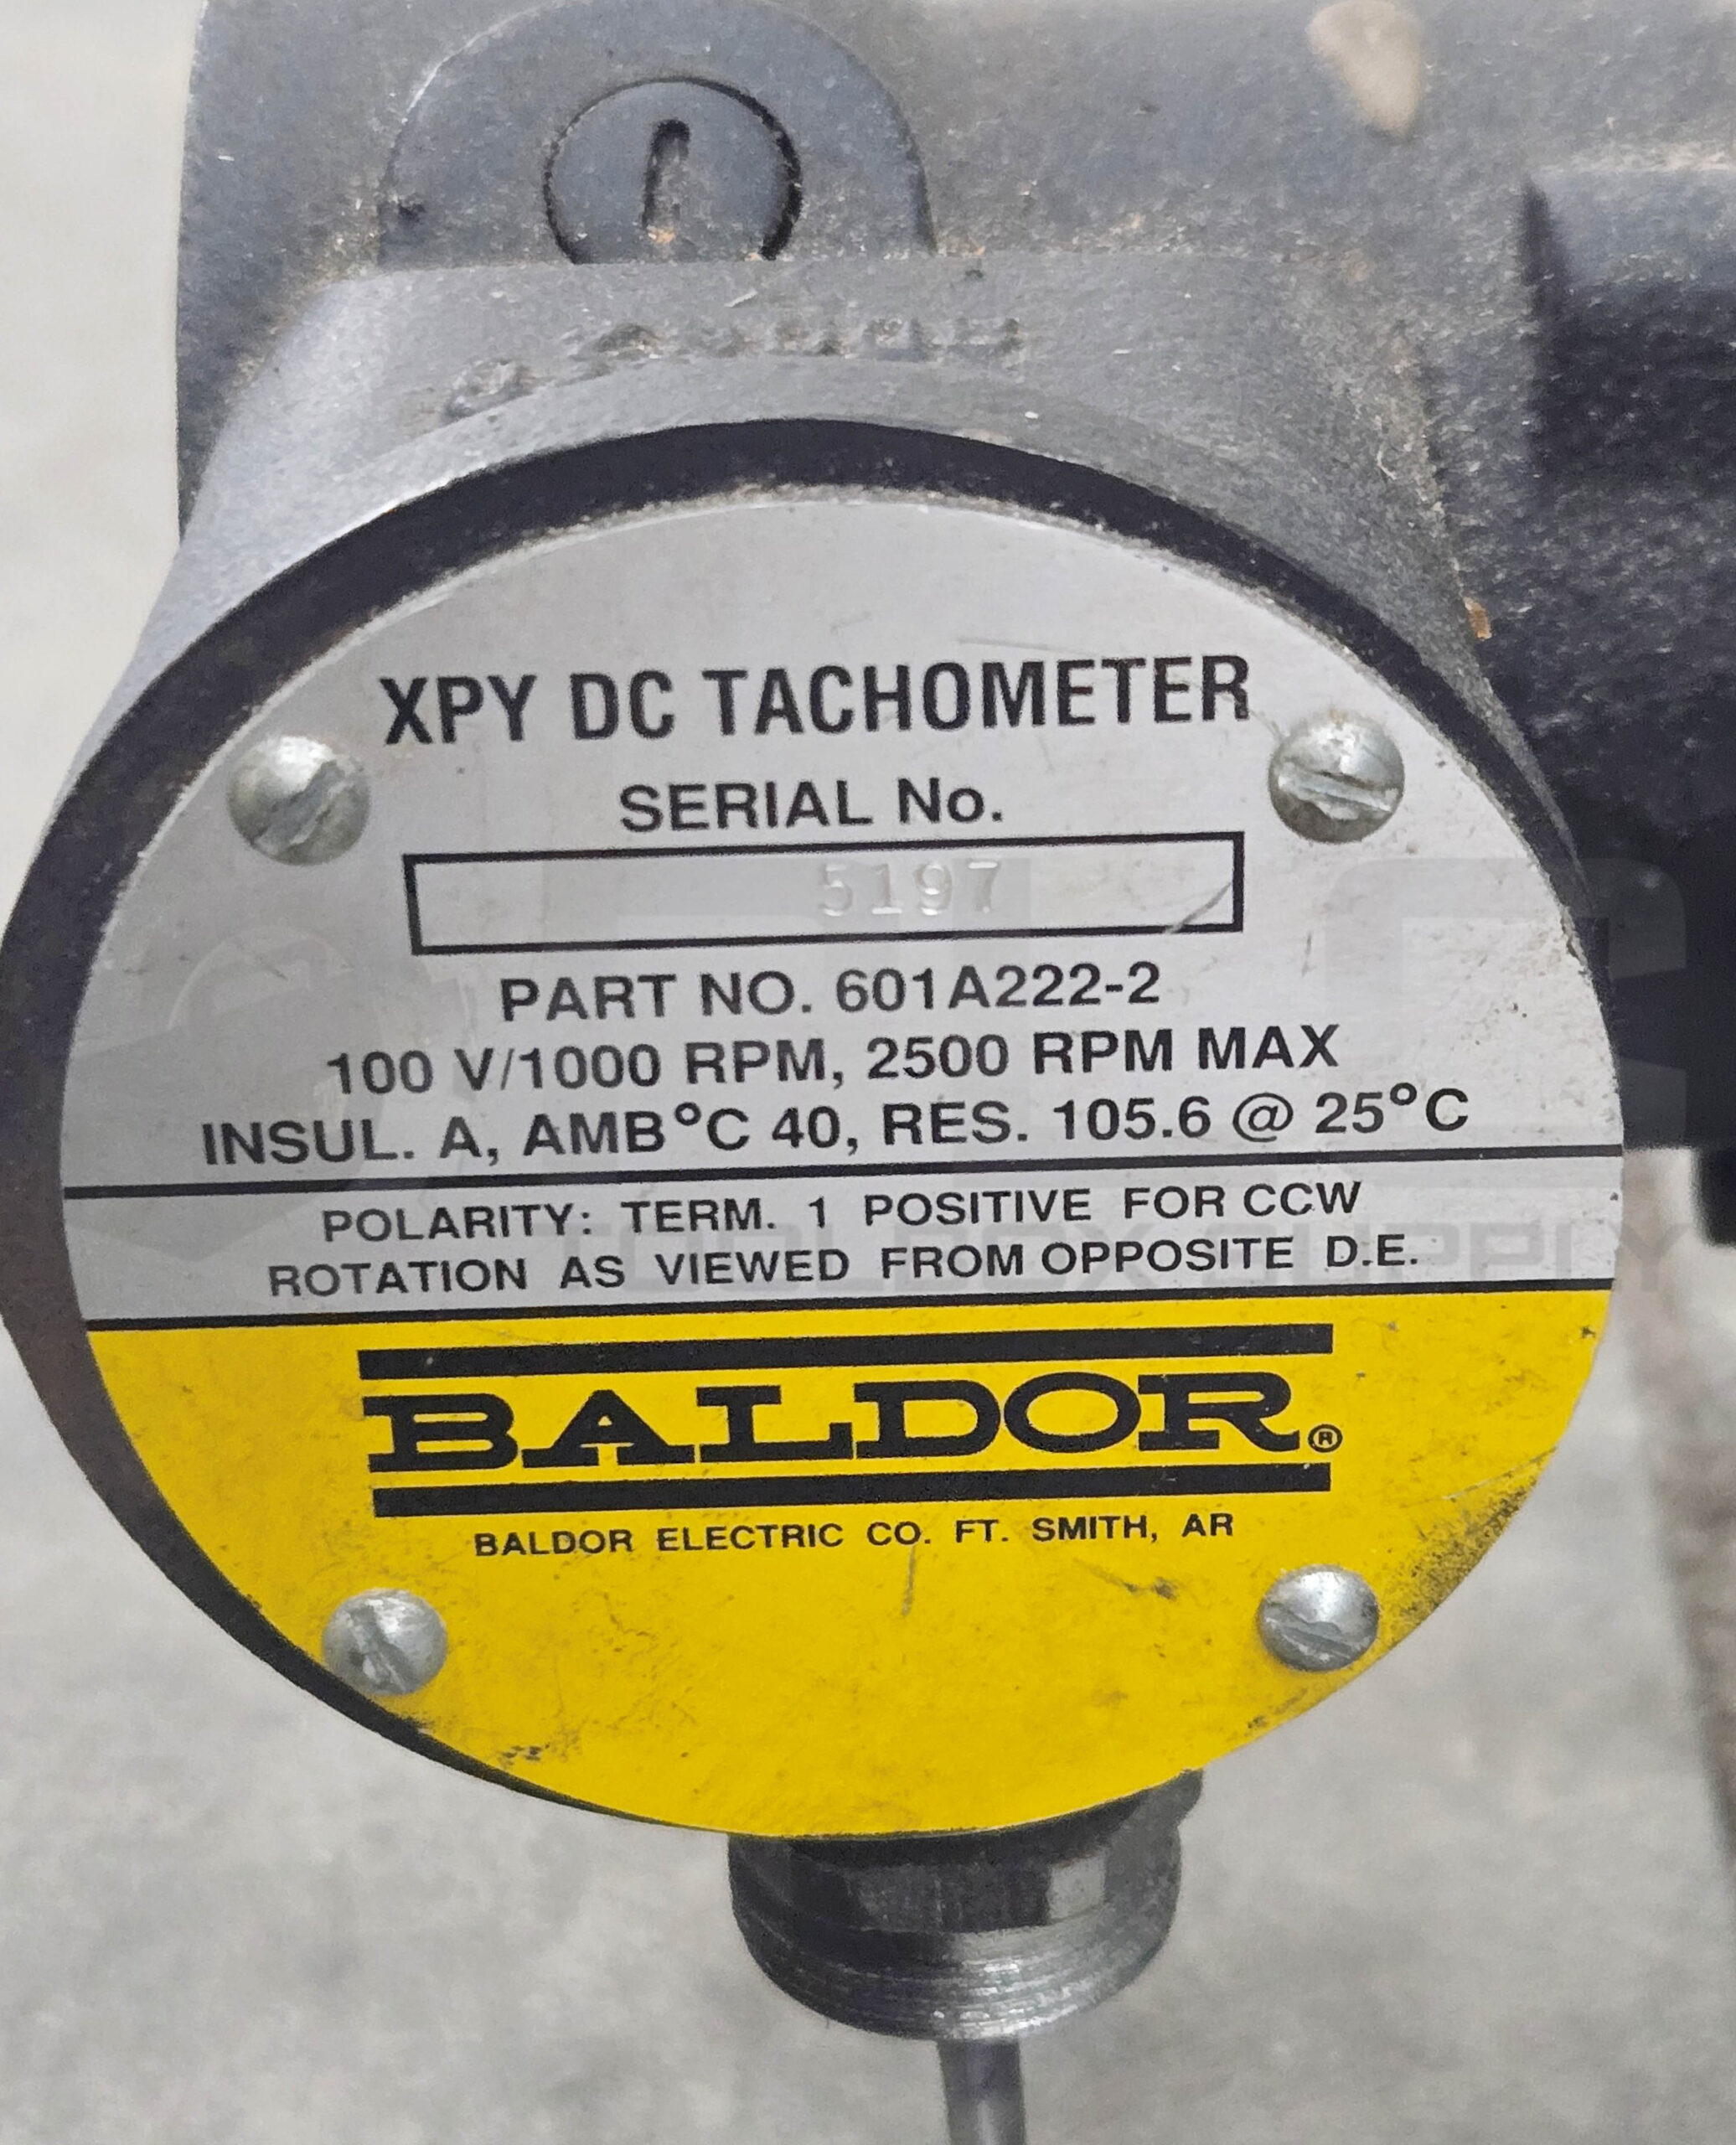 XPY DC TACHOMETER
SERIAL No.
5197
PART NO. 601A222-2
100 V/1000 RPM, 2500 RPM MAX
INSUL. A, AMB°C 40, RES. 105.6 @ 25°C
POLARITY: TERM. 1 POSITIVE FOR CCW
ROTATION AS VIEWED FROM OPPOSITE D.E.
BALDOR®
BALDOR ELECTRIC CO. FT. SMITH, AR
TOOLBOX SUPPLY